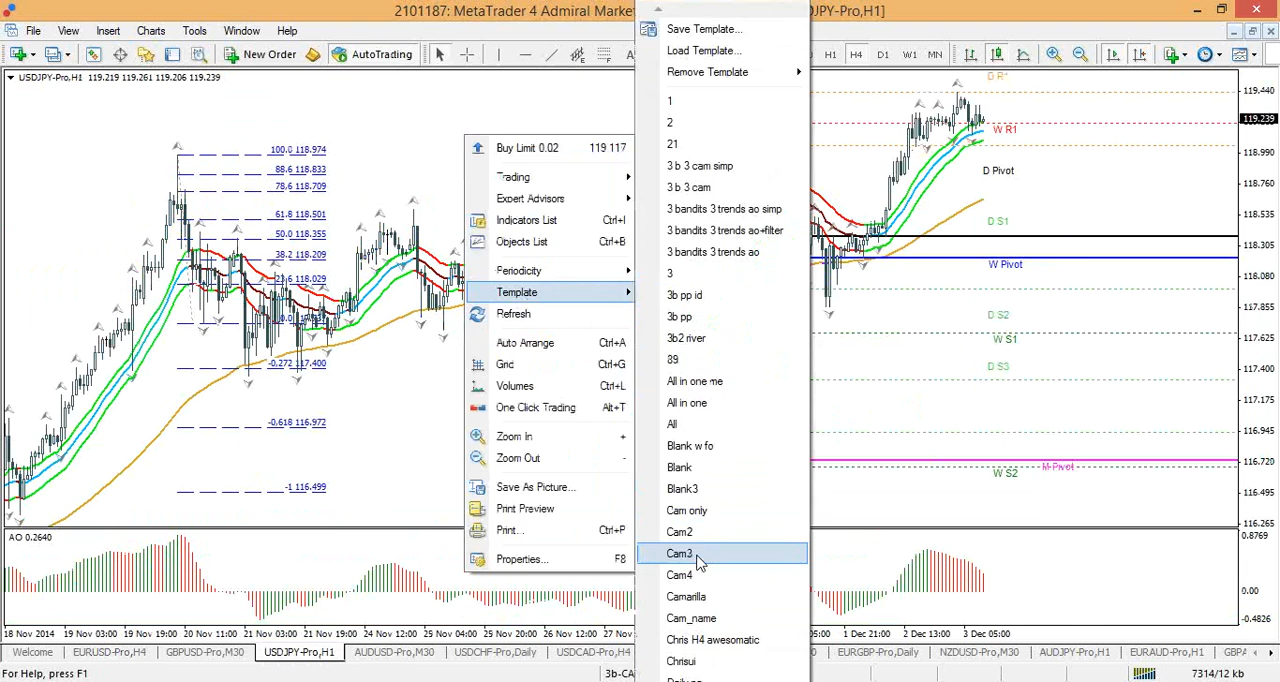 2101187: MetaTrader 4 Admiral Market
JPY-Pro,H1]
File View Insert Charts Tools Window Help
New Order AutoTrading A H1 H4 D1 W1 MN
USDJPY-Pro,H1 119.219 119.261 119.206 119.239
100.0 118.974
88.6 118.833
78.6 118.709
61.8 118.501
50.0 118.355
38.2 118.209
23.6 118.029
-0.272 117.400
-0.618 116.972
-1 116.499
Buy Limit 0.02 119 117
Trading
Expert Advisors
Indicators List Ctrl+I
Objects List Ctrl+B
Periodicity
Template
Refresh
Auto Arrange Ctrl+A
Grid Ctrl+G
Volumes Ctrl+L
One Click Trading Alt+T
Zoom In +
Zoom Out -
Save As Picture...
Print Preview
Print... Ctrl+P
Properties... F8
Save Template...
Load Template...
Remove Template
1
2
21
3 b 3 cam simp
3 b 3 cam
3 bandits 3 trends ao simp
3 bandits 3 trends ao+filter
3 bandits 3 trends ao
3
3b pp id
3b pp
3b2 river
89
All in one me
All in one
All
Blank w fo
Blank
Blank3
Cam only
Cam2
Cam3
Cam4
Camarilla
Cam_name
Chris H4 awesomatic
Chrisui
W R1
D Pivot
D S1
W Pivot
D S2
W S1
D S3
M-Pivot
W S2
119.440
119.239
118.990
118.760
118.535
118.305
118.080
117.855
117.625
117.400
117.175
116.945
116.720
116.495
116.265
AO 0.2640
0.8769
0.00
-0.4826
18 Nov 2014 19 Nov 03:00 19 Nov 19:00 20 Nov 11:00 21 Nov 03:00 21 Nov 19:00 24 Nov 12:00 25 Nov 04:00 25 Nov 20:00 26 Nov 12:00 27 Nov 05:00 1 Dec 21:00 2 Dec 13:00 3 Dec 05:00
Welcome EURUSD-Pro,H4 GBPUSD-Pro,M30 USDJPY-Pro,H1 AUDUSD-Pro,M30 USDCHF-Pro,Daily USDCAD-Pro,H4 EURGBP-Pro,Daily NZDUSD-Pro,M30 AUDJPY-Pro,H1 EURAUD-Pro,H1 GBPA
For Help, press F1 3b-CA 7314/12 kb